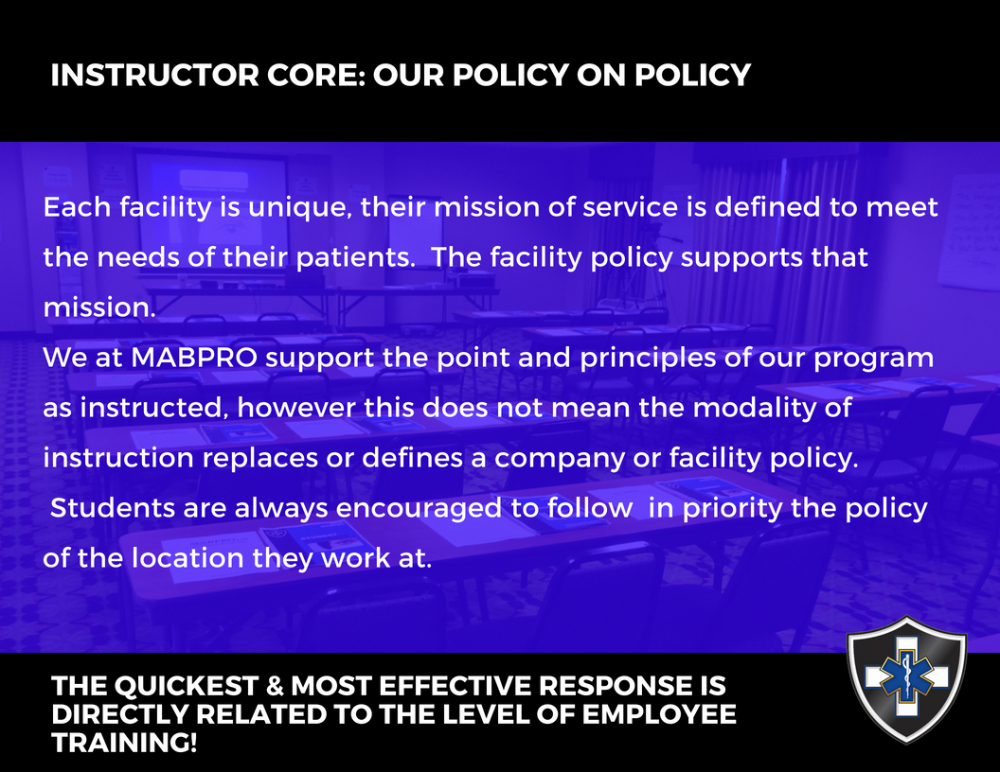 INSTRUCTOR CORE: OUR POLICY ON POLICY
Each facility is unique, their mission of service is defined to meet
the needs of their patients.  The facility policy supports that
mission.
We at MABPRO support the point and principles of our program
as instructed, however this does not mean the modality of
instruction replaces or defines a company or facility policy.
Students are always encouraged to follow  in priority the policy
of the location they work at.
THE QUICKEST & MOST EFFECTIVE RESPONSE IS
DIRECTLY RELATED TO THE LEVEL OF EMPLOYEE
TRAINING!